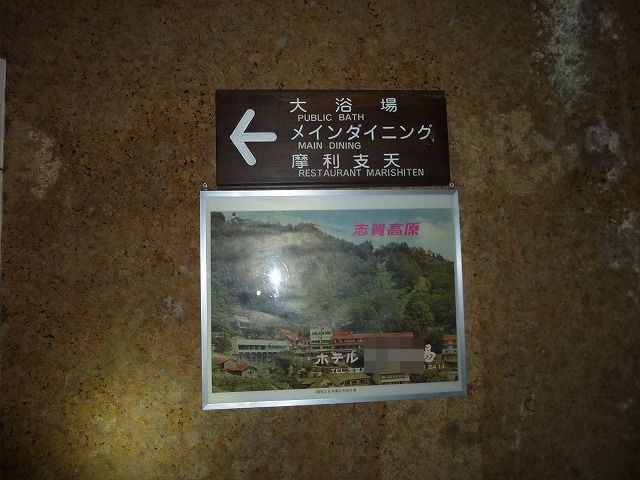 大浴場
PUBLIC BATH
メインダイニング
MAIN DINING
摩利支天
RESTAURANT MARISHITEN
志賀高原
ホテル
TEL